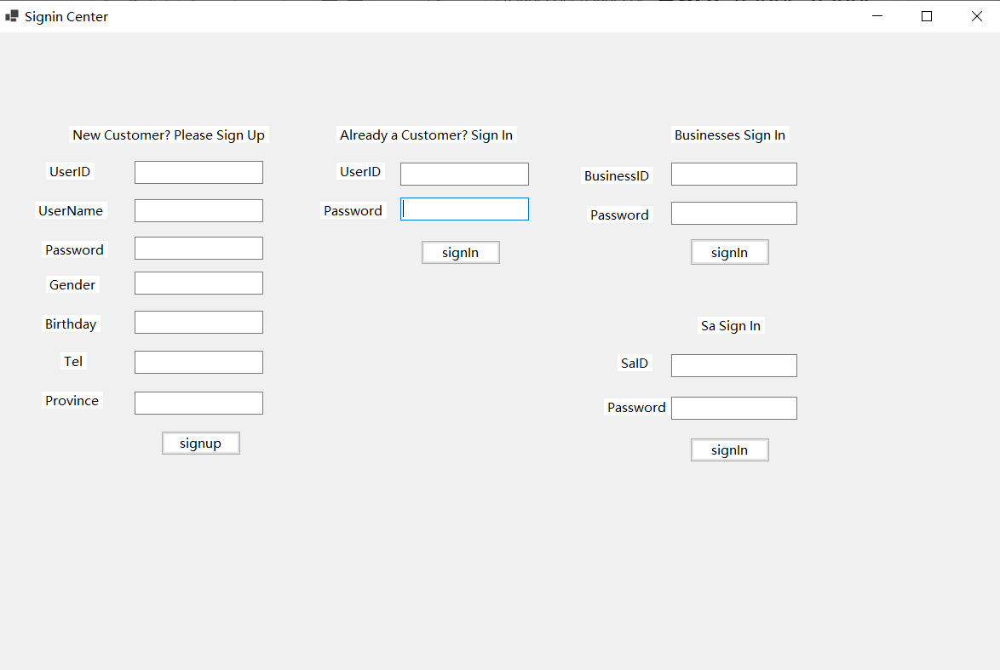 Signin Center
New Customer? Please Sign Up
UserID
UserName
Password
Gender
Birthday
Tel
Province
signup
Already a Customer? Sign In
UserID
Password
signIn
Businesses Sign In
BusinessID
Password
signIn
Sa Sign In
SaID
Password
signIn